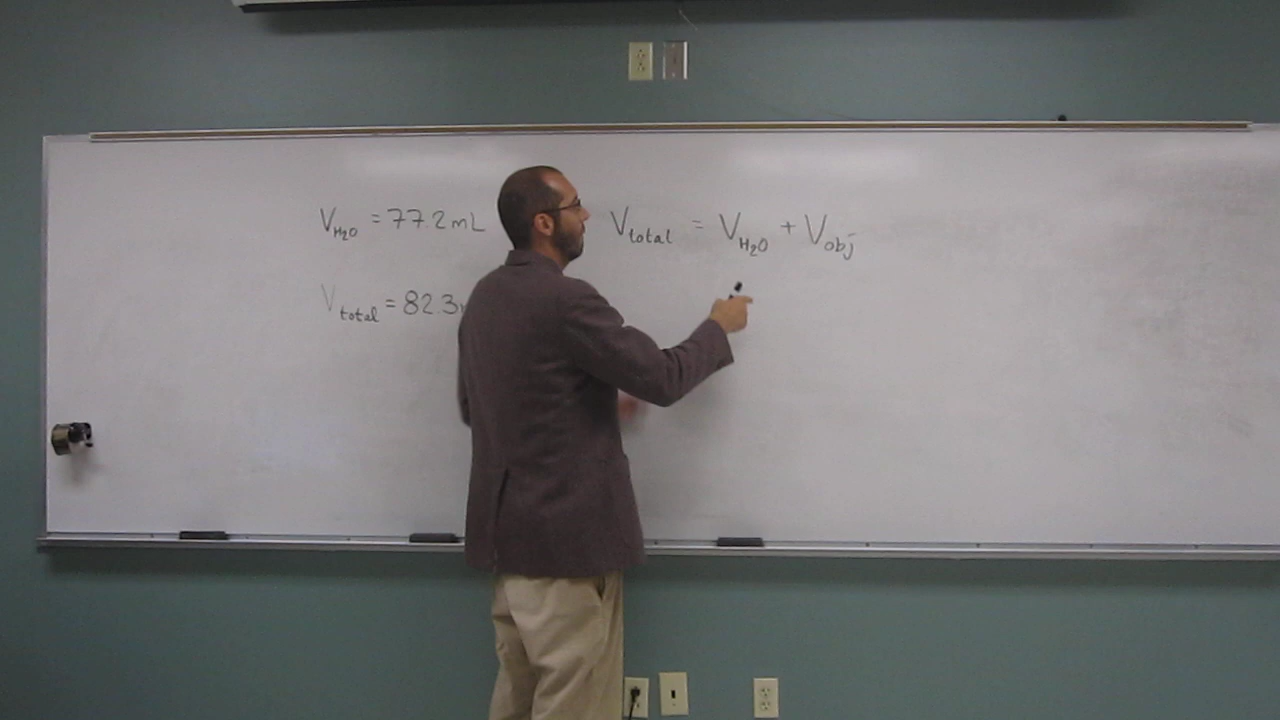 V_H2O = 77.2 mL
V_total = 82.3
V_total = V_H2O + V_obj